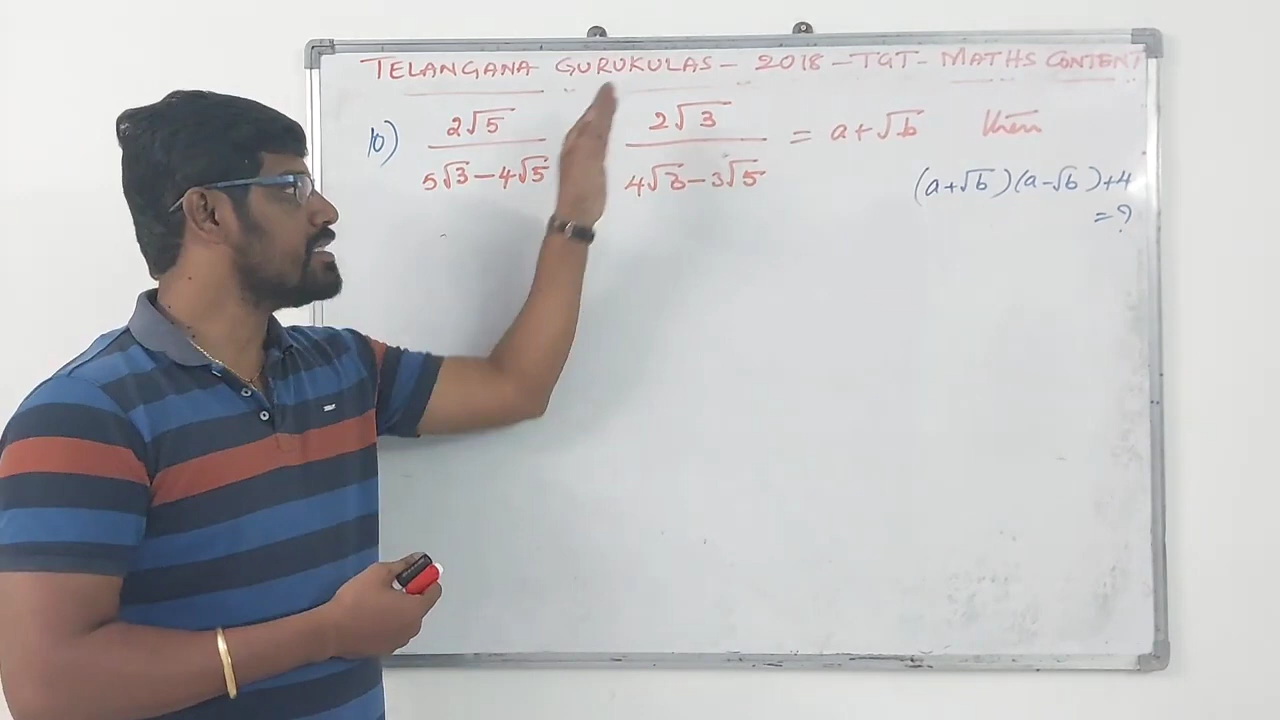 TELANGANA GURUKULAS - 2018 - TGT - MATHS CONTENT
10) 2√5 / 5√3-4√5 2√3 / 4√3-3√5 = a+√b then
(a+√b)(a-√b)+4
=?